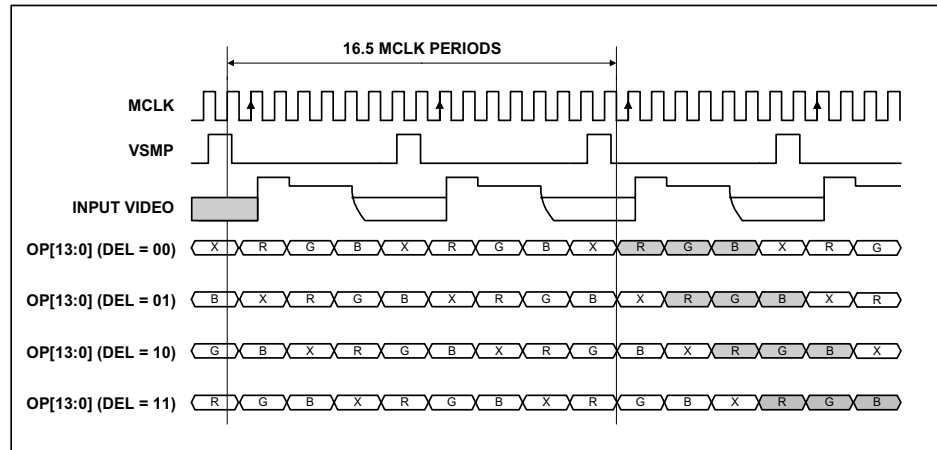 16.5 MCLK PERIODS
MCLK
VSMP
INPUT VIDEO
OP[13:0] (DEL = 00) X R G B X R G B X R G B X R G
OP[13:0] (DEL = 01) B X R G B X R G B X R G B X R
OP[13:0] (DEL = 10) G B X R G B X R G B X R G B X
OP[13:0] (DEL = 11) R G B X R G B X R G B X R G B